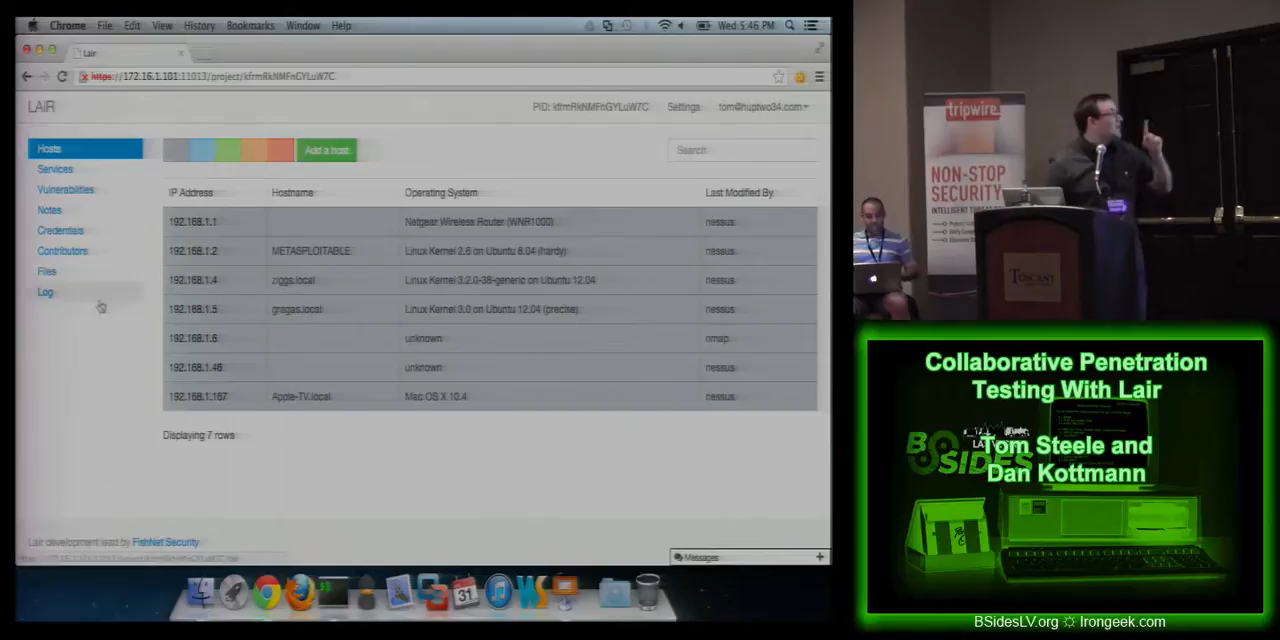 Chrome File Edit View History Bookmarks Window Help
Wed 5:46 PM
Lair
https://172.16.1.101:11013/project/kfrmRkNMFnGYLuW7C
LAIR
PID: kfrmRkNMFnGYLuW7C Settings tom@huptwo34.com
Hosts
Services
Vulnerabilities
Notes
Credentials
Contributors
Files
Log
Add a host
Search
IP Address Hostname Operating System Last Modified By
192.168.1.1 Netgear Wireless Router (WNR1000) nessus
192.168.1.2 METASPLOITABLE Linux Kernel 2.6 on Ubuntu 8.04 (hardy) nessus
192.168.1.4 ziggs.local Linux Kernel 3.2.0-38-generic on Ubuntu 12.04 nessus
192.168.1.5 gragas.local Linux Kernel 3.0 on Ubuntu 12.04 (precise) nessus
192.168.1.6 unknown nmap
192.168.1.46 unknown nessus
192.168.1.167 Apple-TV.local Mac OS X 10.4 nessus
Displaying 7 rows
Lair development lead by FishNet Security
Messages +
31
tripwire
NON-STOP
SECURITY
TUSCANY
Collaborative Penetration
Testing With Lair
BSIDES
Tom Steele and
Dan Kottmann
BSidesLV.org ☼ Irongeek.com